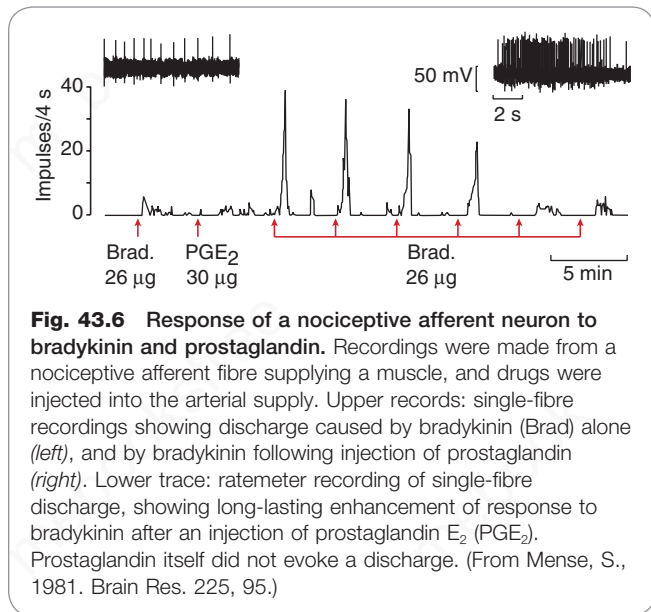 40
20
0
Impulses/4 s
50 mV
2 s
Brad.
26 µg
PGE₂
30 µg
Brad.
26 µg
5 min
Fig. 43.6 Response of a nociceptive afferent neuron to
bradykinin and prostaglandin. Recordings were made from a
nociceptive afferent fibre supplying a muscle, and drugs were
injected into the arterial supply. Upper records: single-fibre
recordings showing discharge caused by bradykinin (Brad) alone
(left), and by bradykinin following injection of prostaglandin
(right). Lower trace: ratemeter recording of single-fibre
discharge, showing long-lasting enhancement of response to
bradykinin after an injection of prostaglandin E₂ (PGE₂).
Prostaglandin itself did not evoke a discharge. (From Mense, S.,
1981. Brain Res. 225, 95.)